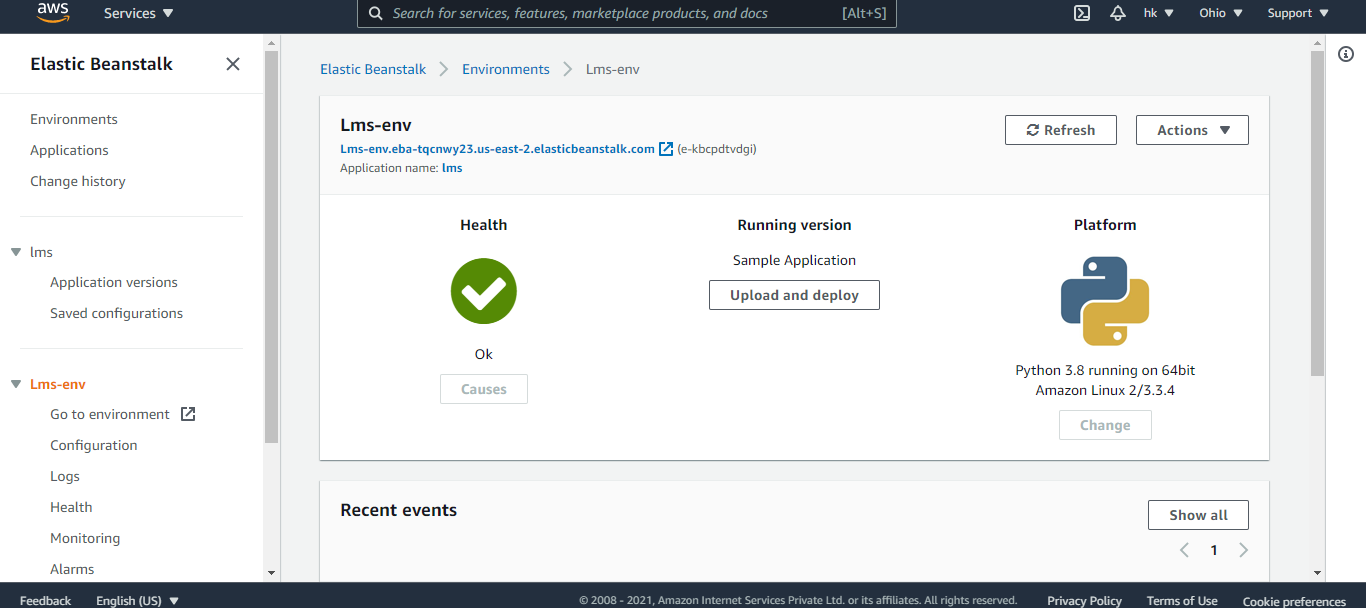 aws
Services
Search for services, features, marketplace products, and docs [Alt+S]
hk
Ohio
Support
Elastic Beanstalk
Environments
Applications
Change history
lms
Application versions
Saved configurations
Lms-env
Go to environment
Configuration
Logs
Health
Monitoring
Alarms
Elastic Beanstalk > Environments > Lms-env
Lms-env
Lms-env.eba-tqcnwy23.us-east-2.elasticbeanstalk.com (e-kbcpdtvdgi)
Application name: lms
Refresh
Actions
Health
Ok
Causes
Running version
Sample Application
Upload and deploy
Platform
Python 3.8 running on 64bit
Amazon Linux 2/3.3.4
Change
Recent events
Show all
1
Feedback
English (US)
© 2008 - 2021, Amazon Internet Services Private Ltd. or its affiliates. All rights reserved.
Privacy Policy
Terms of Use
Cookie preferences